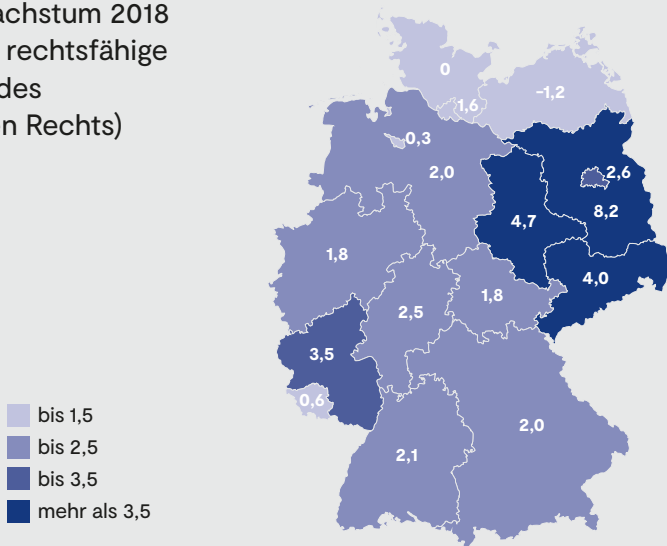 achstum 2018
rechtsfähige
des
en Rechts)
0
-1,2
1,6
0,3
2,0
2,6
4,7
8,2
1,8
4,0
2,5
1,8
3,5
0,6
2,1
2,0
bis 1,5
bis 2,5
bis 3,5
mehr als 3,5